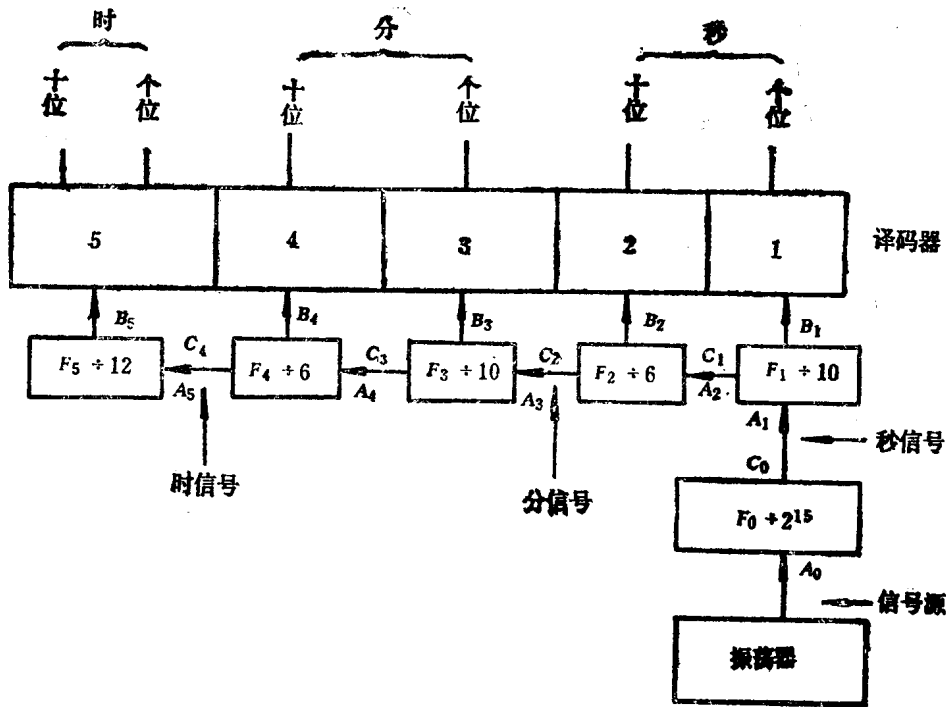 时 分 秒
十位 个位 十位 个位 十位 个位
5 4 3 2 1 译码器
B5 B4 B3 B2 B1
F5 ÷ 12 C4 F4 ÷ 6 C3 F3 ÷ 10 C2 F2 ÷ 6 C1 F1 ÷ 10
A5 A4 A3 A2 A1
时信号 分信号 秒信号
C0
F0 ÷ 2¹⁵
A0
信号源
振荡器